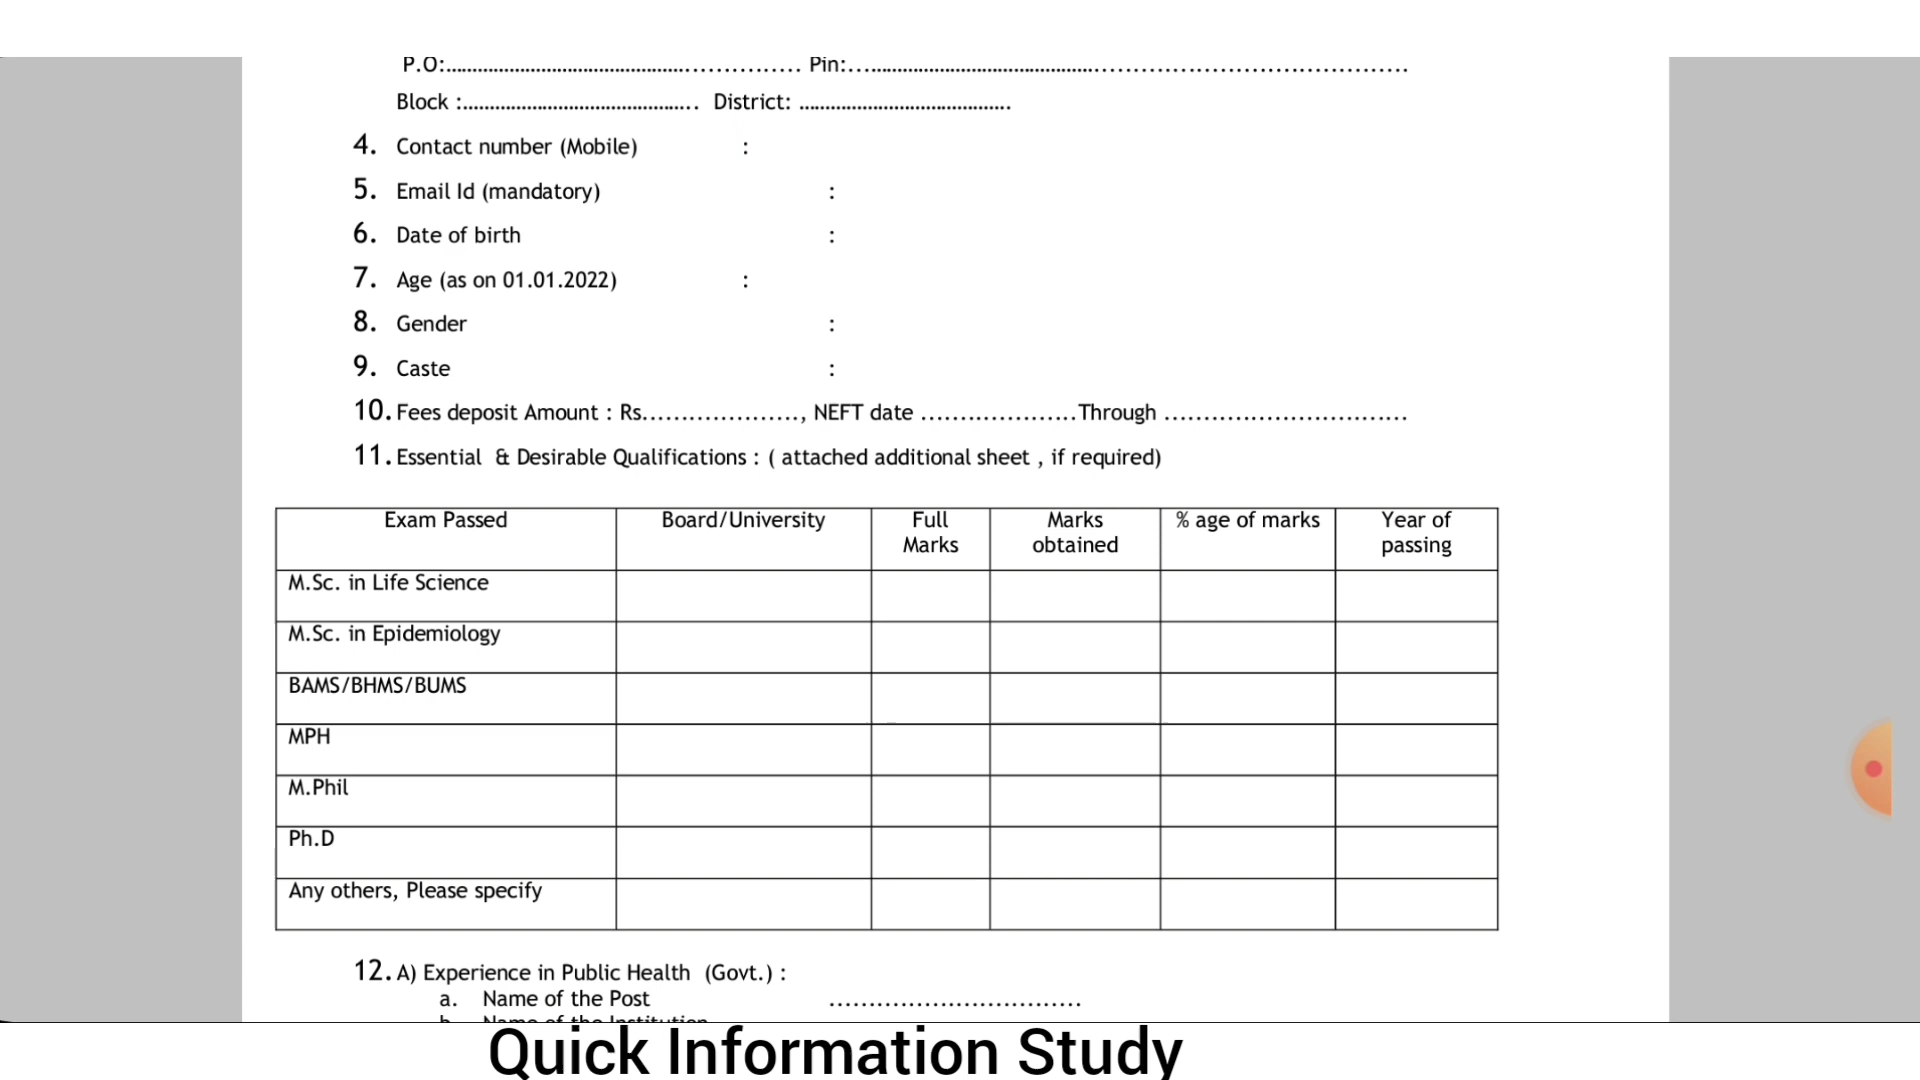 P.O:............................................................ Pin:.......................................................................................
Block :............................................. District: ........................................
4. Contact number (Mobile) :
5. Email Id (mandatory) :
6. Date of birth :
7. Age (as on 01.01.2022) :
8. Gender :
9. Caste :
10. Fees deposit Amount : Rs...................., NEFT date ....................Through ...............................
11. Essential & Desirable Qualifications : ( attached additional sheet , if required)
Exam Passed Board/University Full Marks Marks obtained % age of marks Year of passing
M.Sc. in Life Science
M.Sc. in Epidemiology
BAMS/BHMS/BUMS
MPH
M.Phil
Ph.D
Any others, Please specify
12. A) Experience in Public Health (Govt.) :
a. Name of the Post ................................
b. Name of the Institution
Quick Information Study